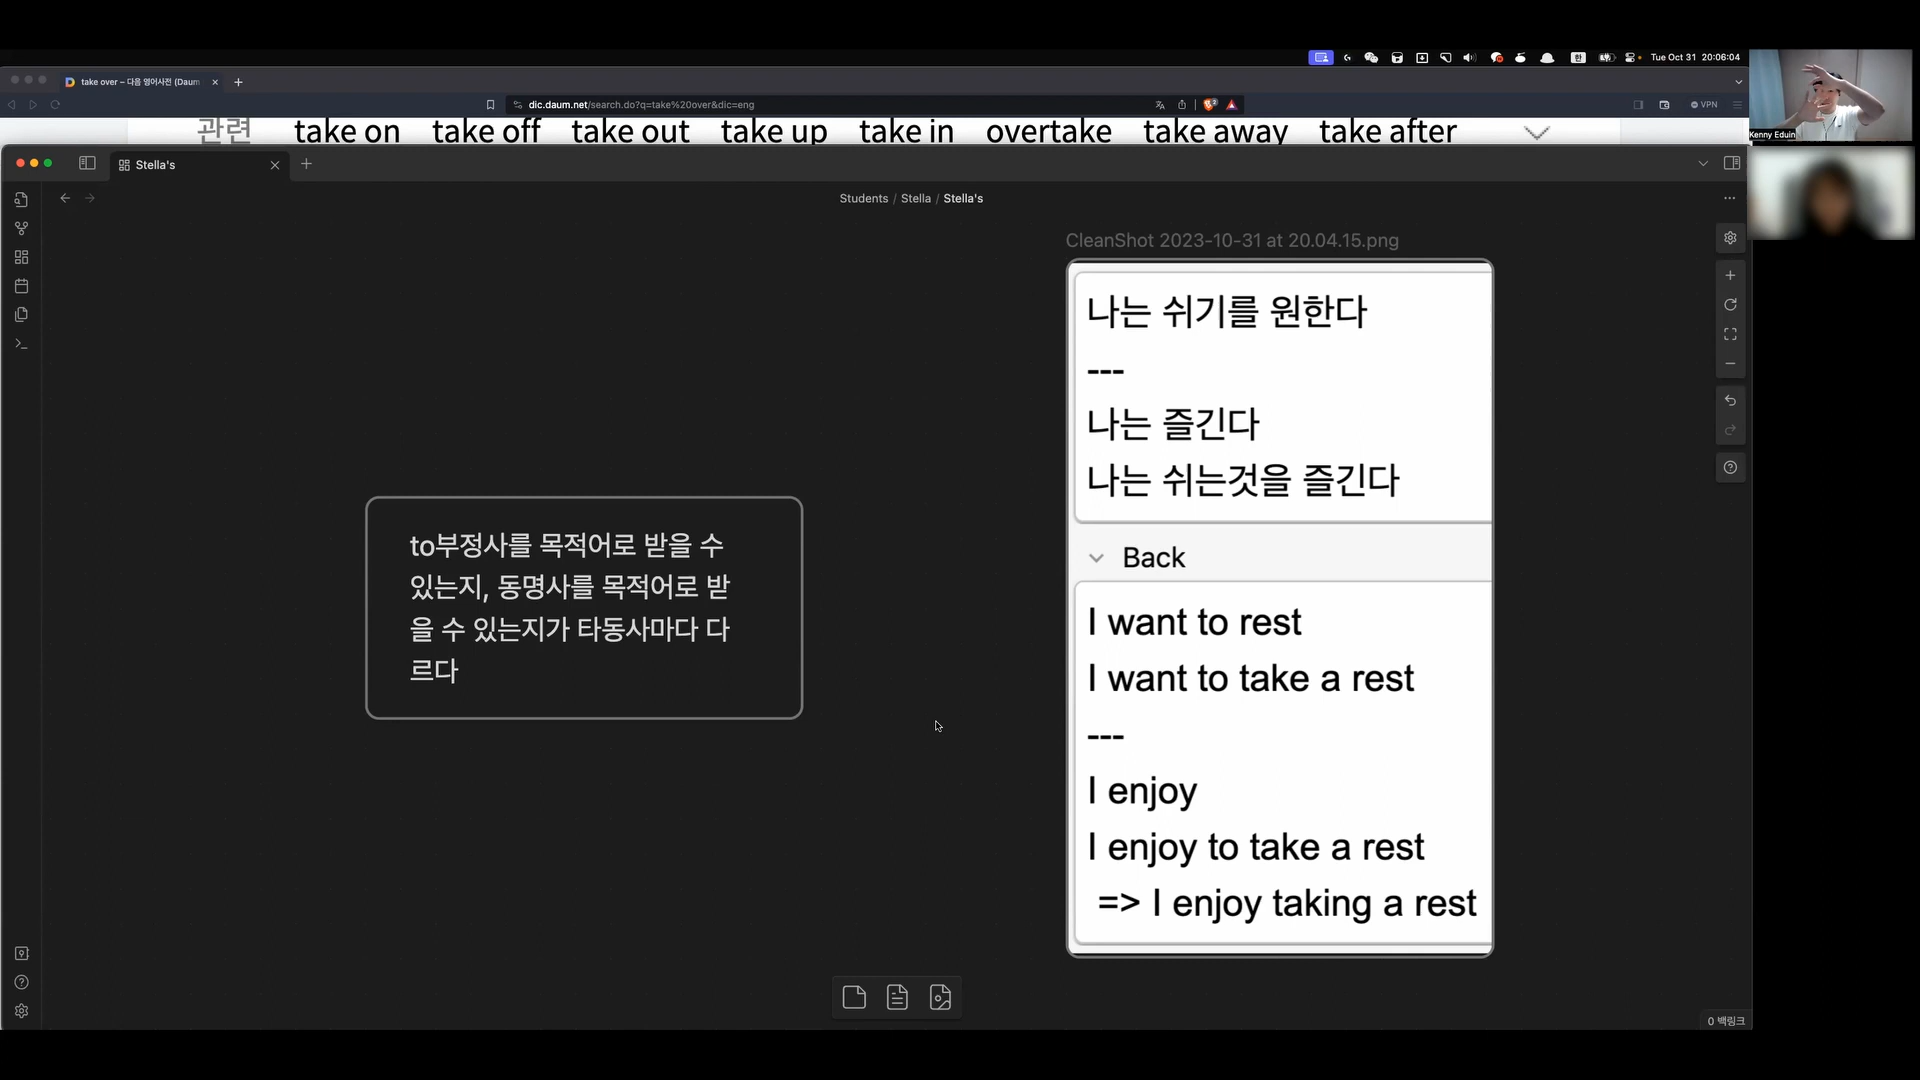 Tue Oct 31 20:06:04
take over – 다음 영어사전 (Daum
dic.daum.net/search.do?q=take%20over&dic=eng
VPN
Kenny Eduin
관련 take on take off take out take up take in overtake take away take after
Stella's
Students / Stella / Stella's
CleanShot 2023-10-31 at 20.04.15.png
나는 쉬기를 원한다
---
나는 즐긴다
나는 쉬는것을 즐긴다
Back
I want to rest
I want to take a rest
---
I enjoy
I enjoy to take a rest
=> I enjoy taking a rest
to부정사를 목적어로 받을 수
있는지, 동명사를 목적어로 받
을 수 있는지가 타동사마다 다
르다
0 백링크